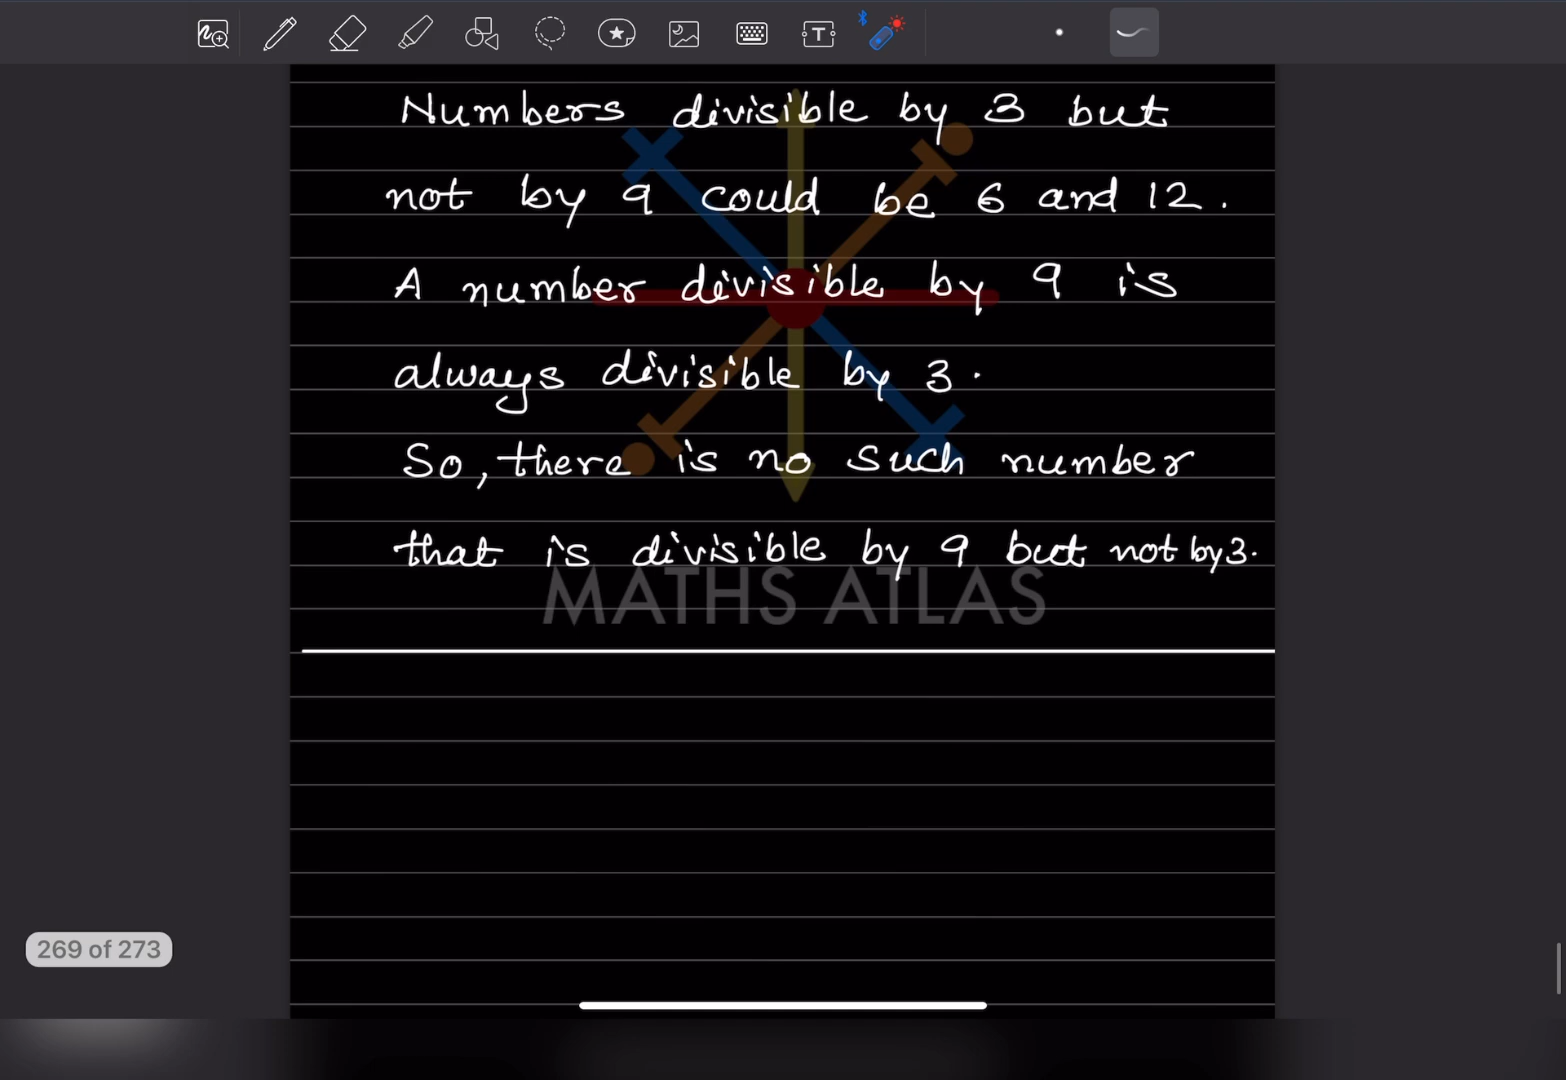 T
Numbers divisible by 3 but
not by 9 could be 6 and 12.
A number divisible by 9 is
always divisible by 3.
So, there is no such number
that is divisible by 9 but not by 3.
MATHS ATLAS
269 of 273